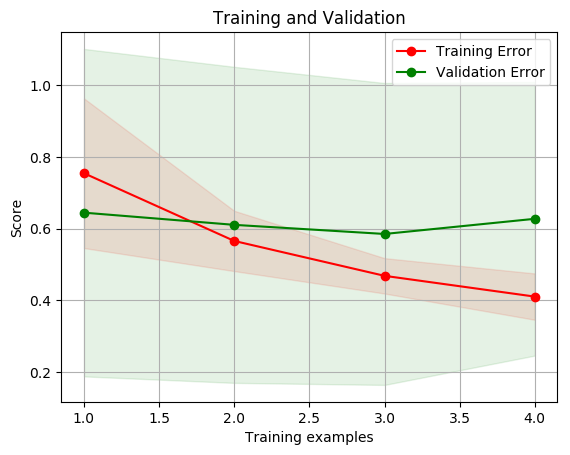 Training and Validation
Training Error
Validation Error
Score
1.0
0.8
0.6
0.4
0.2
1.0 1.5 2.0 2.5 3.0 3.5 4.0
Training examples